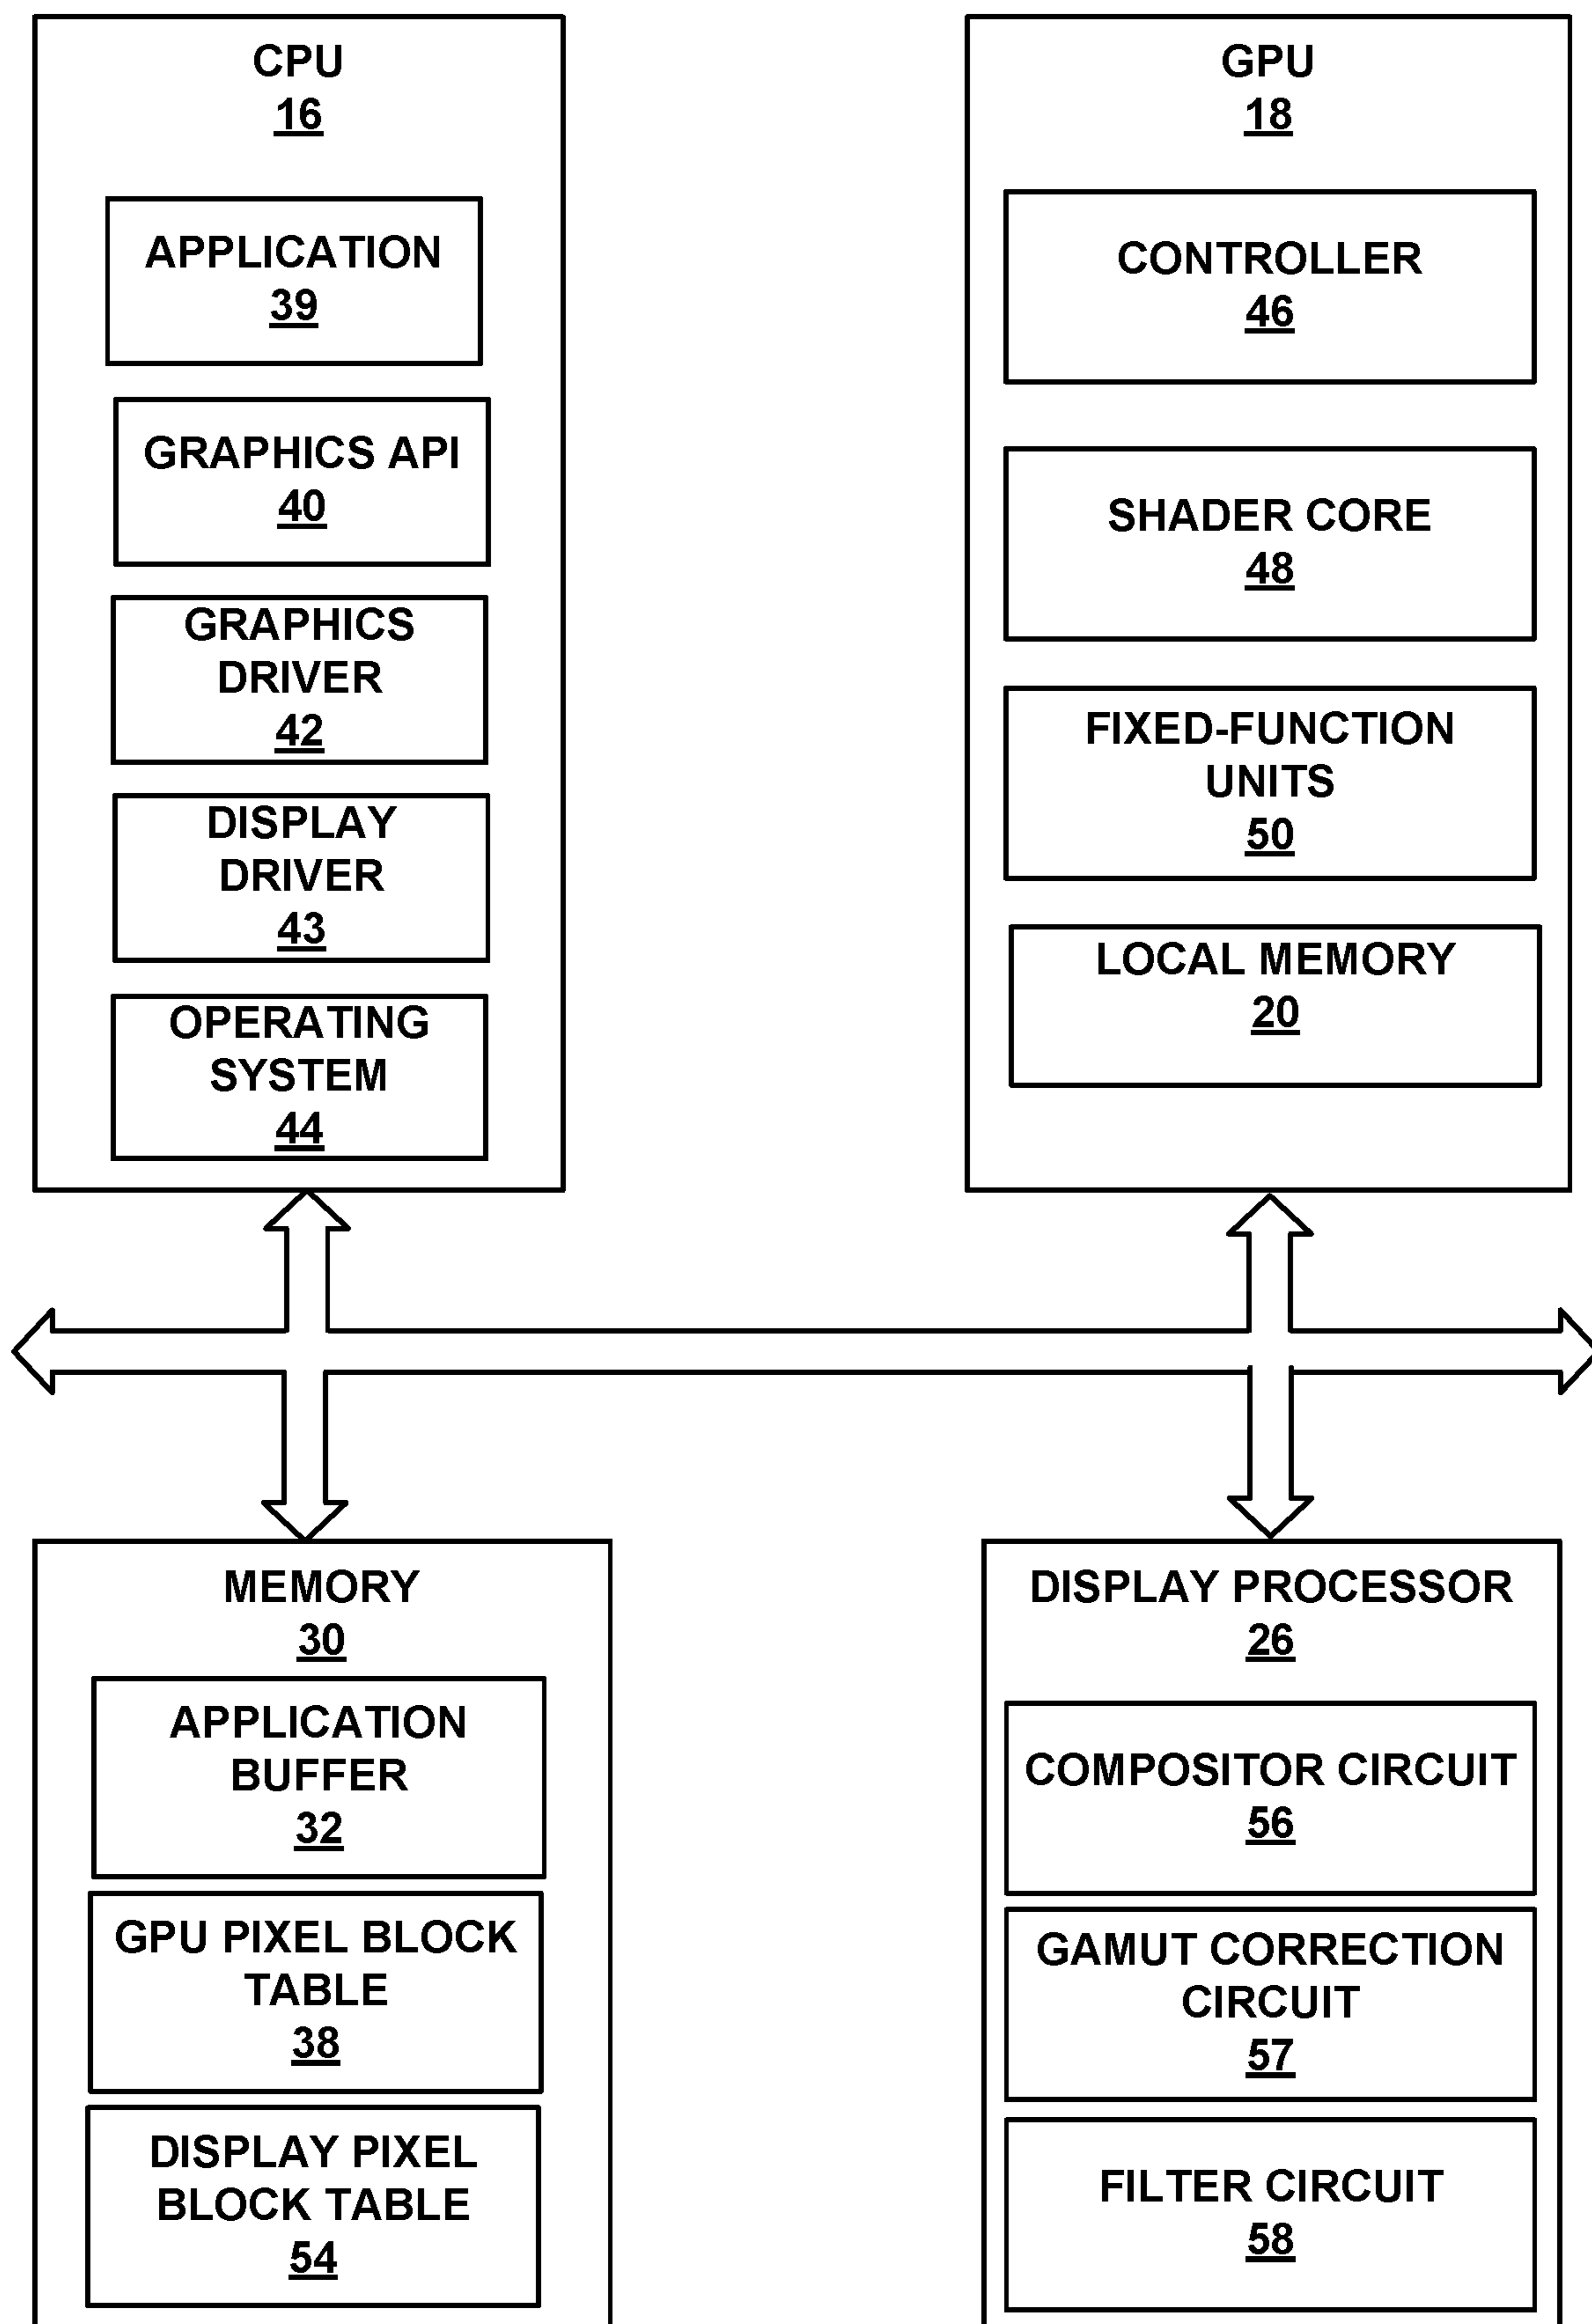 CPU
16
APPLICATION
39
GRAPHICS API
40
GRAPHICS
DRIVER
42
DISPLAY
DRIVER
43
OPERATING
SYSTEM
44
GPU
18
CONTROLLER
46
SHADER CORE
48
FIXED-FUNCTION
UNITS
50
LOCAL MEMORY
20
MEMORY
30
APPLICATION
BUFFER
32
GPU PIXEL BLOCK
TABLE
38
DISPLAY PIXEL
BLOCK TABLE
54
DISPLAY PROCESSOR
26
COMPOSITOR CIRCUIT
56
GAMUT CORRECTION
CIRCUIT
57
FILTER CIRCUIT
58